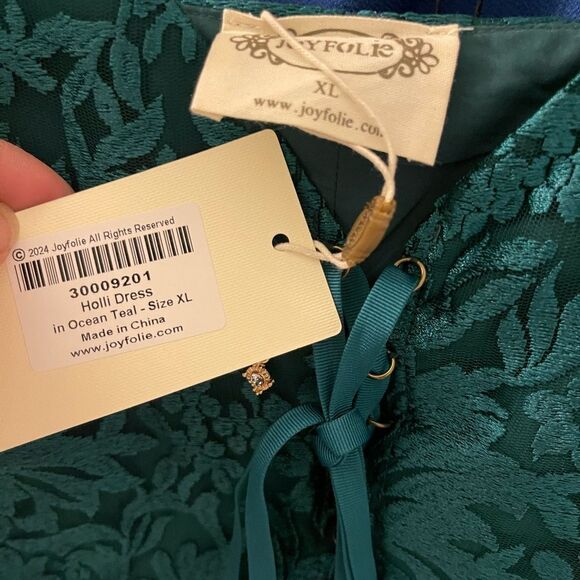 JOYFOLIE
XL
www.joyfolie.com
© 2024 Joyfolie All Rights Reserved
30009201
Holli Dress
in Ocean Teal - Size XL
Made in China
www.joyfolie.com